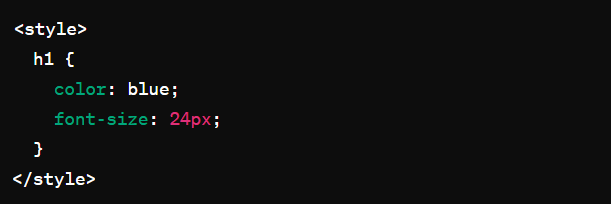 <style>
h1 {
color: blue;
font-size: 24px;
}
</style>